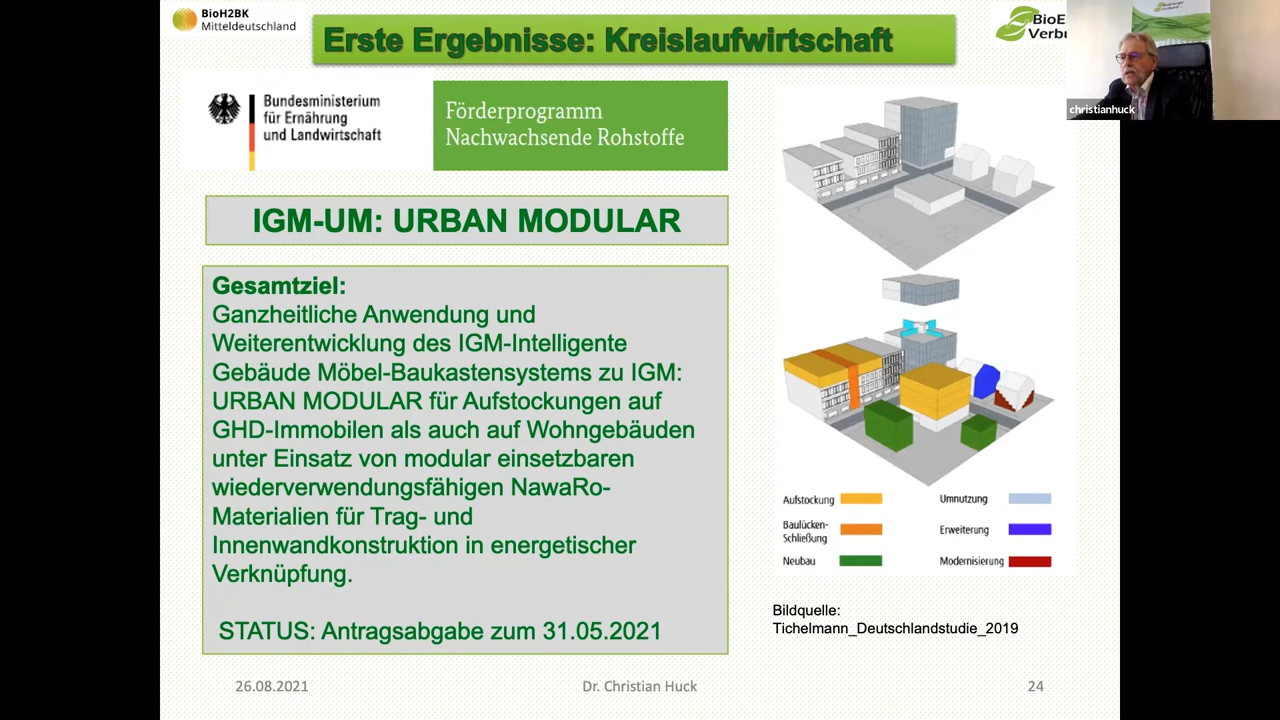 BioH2BK
Mitteldeutschland
Erste Ergebnisse: Kreislaufwirtschaft
BioE
Verbu
christianhuck
Bundesministerium
für Ernährung
und Landwirtschaft
Förderprogramm
Nachwachsende Rohstoffe
IGM-UM: URBAN MODULAR
Gesamtziel:
Ganzheitliche Anwendung und
Weiterentwicklung des IGM-Intelligente
Gebäude Möbel-Baukastensystems zu IGM:
URBAN MODULAR für Aufstockungen auf
GHD-Immobilen als auch auf Wohngebäuden
unter Einsatz von modular einsetzbaren
wiederverwendungsfähigen NawaRo-
Materialien für Trag- und
Innenwandkonstruktion in energetischer
Verknüpfung.
STATUS: Antragsabgabe zum 31.05.2021
Aufstockung
Umnutzung
Baulücken-
Schließung
Erweiterung
Neubau
Modernisierung
Bildquelle:
Tichelmann_Deutschlandstudie_2019
26.08.2021
Dr. Christian Huck
24